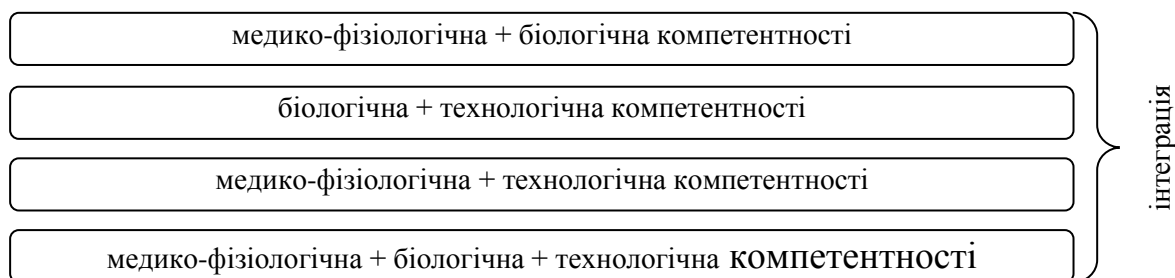 медико-фізіологічна + біологічна компетентності
біологічна + технологічна компетентності
медико-фізіологічна + технологічна компетентності
медико-фізіологічна + біологічна + технологічна компетентності
інтеграція